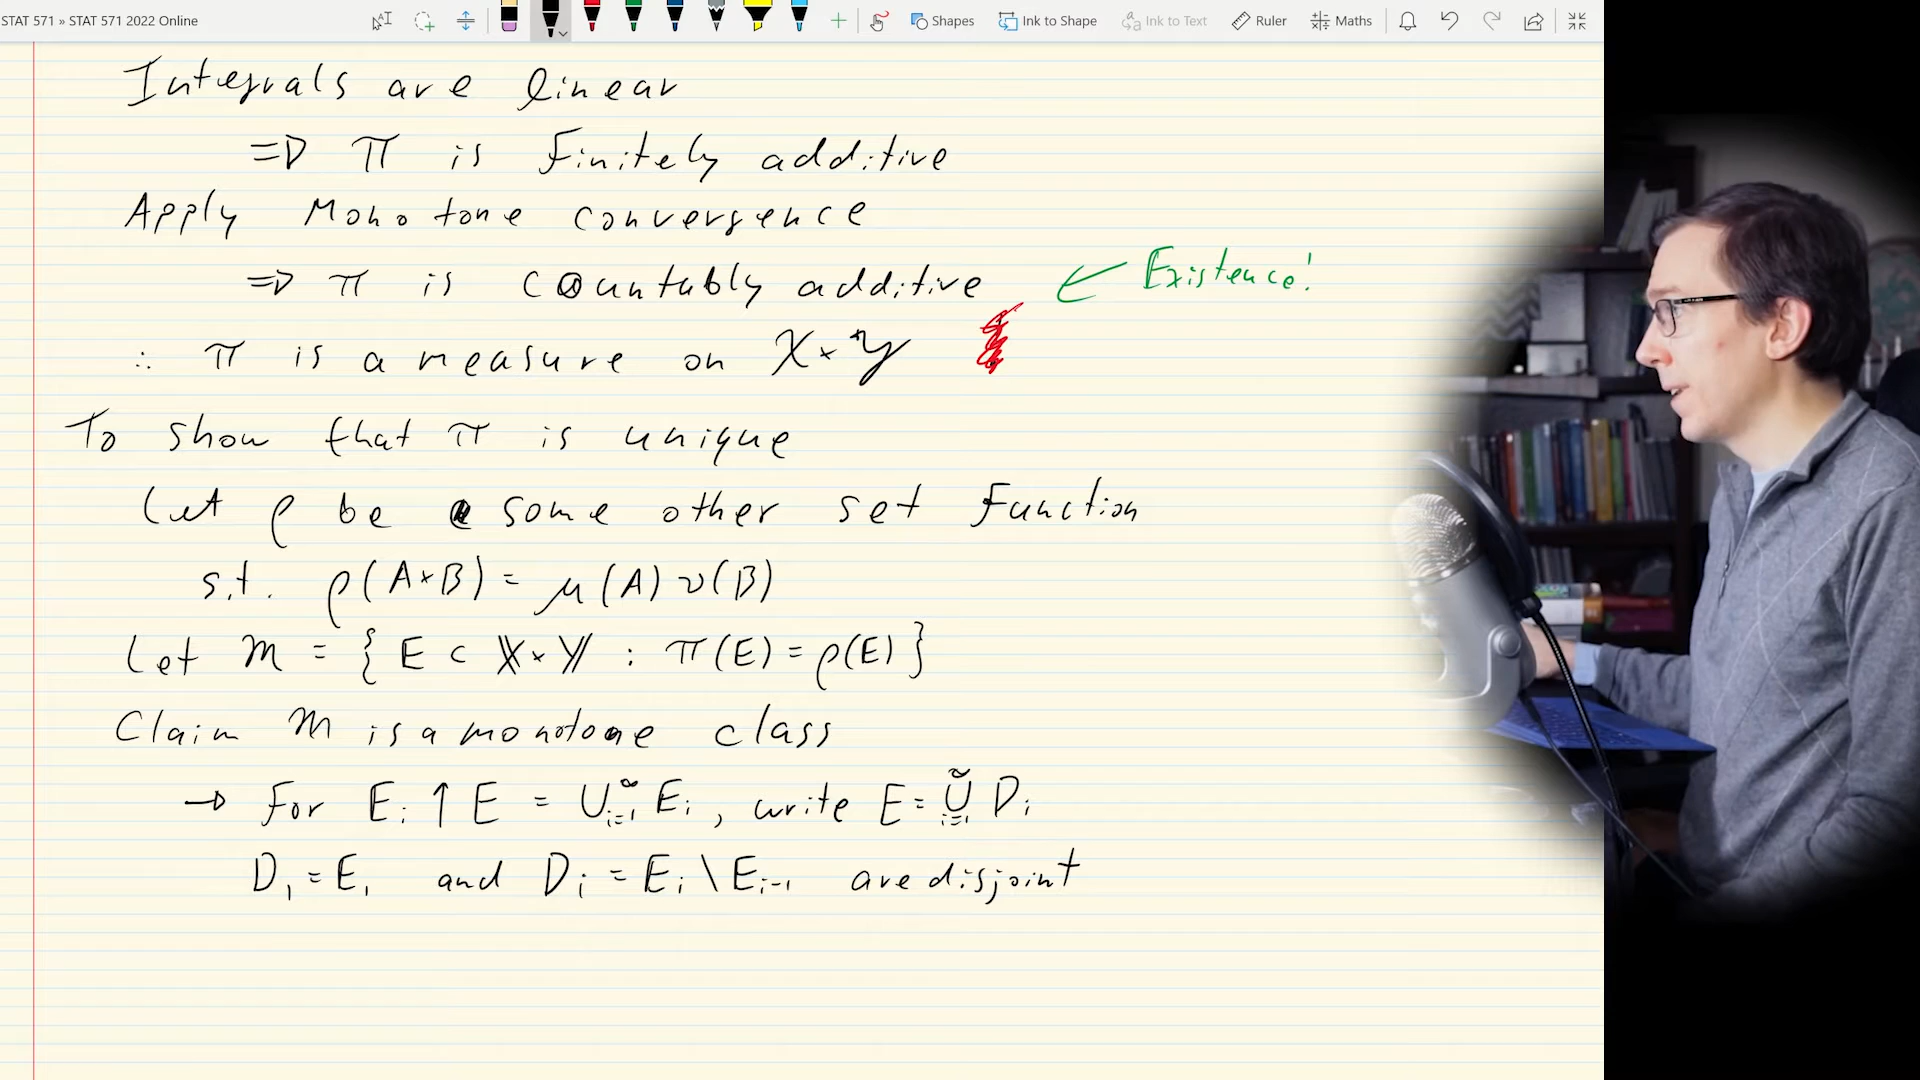 STAT 571 » STAT 571 2022 Online
Shapes
Ink to Shape
Ink to Text
Ruler
Maths
Integrals are linear
⇒ π is finitely additive
Apply Monotone convergence
⇒ π is countably additive
← Existence!
∴ π is a measure on 𝒳 × 𝒴
To show that π is unique
Let ρ be some other set function
s.t. ρ(A×B) = μ(A) ν(B)
Let ℳ = { E ⊂ 𝕏 × 𝕐 : π(E) = ρ(E) }
Claim ℳ is a monotone class
→ For Eᵢ ↑ E = ∪ᵢ₌₁^∞ Eᵢ , write E = ∪ᵢ₌₁^∞ Dᵢ
D₁ = E₁ and Dᵢ = Eᵢ \ Eᵢ₋₁ are disjoint